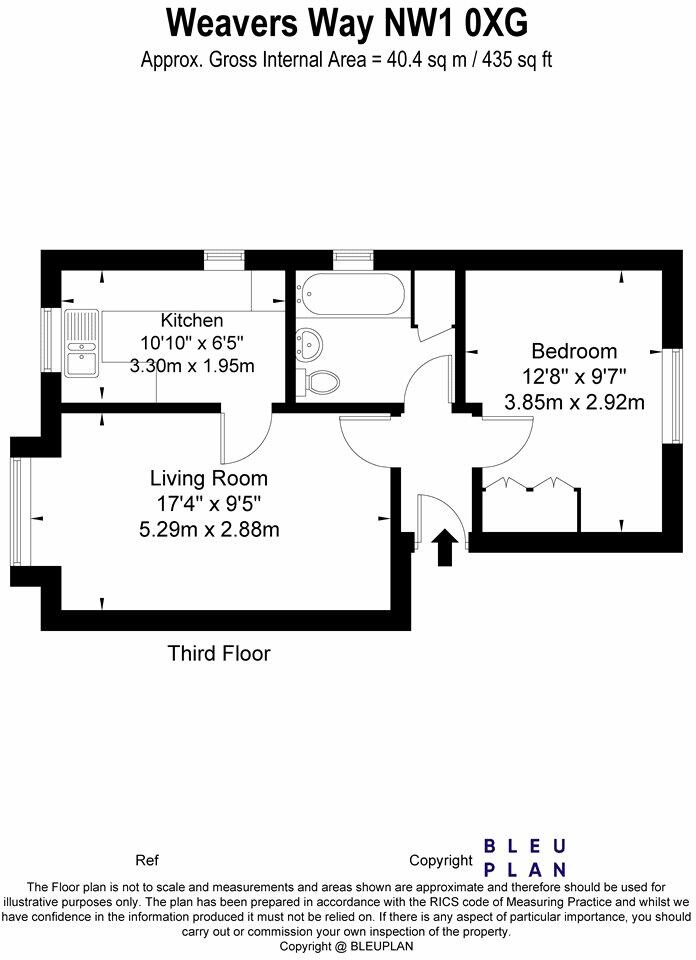 Weavers Way NW1 0XG
Approx. Gross Internal Area = 40.4 sq m / 435 sq ft
Kitchen
10'10" x 6'5"
3.30m x 1.95m
Bedroom
12'8" x 9'7"
3.85m x 2.92m
Living Room
17'4" x 9'5"
5.29m x 2.88m
Third Floor
Ref
Copyright
BLEU
PLAN
The Floor plan is not to scale and measurements and areas shown are approximate and therefore should be used for
illustrative purposes only. The plan has been prepared in accordance with the RICS code of Measuring Practice and whilst we
have confidence in the information produced it must not be relied on. If there is any aspect of particular importance, you should
carry out or commission your own inspection of the property.
Copyright @ BLEUPLAN